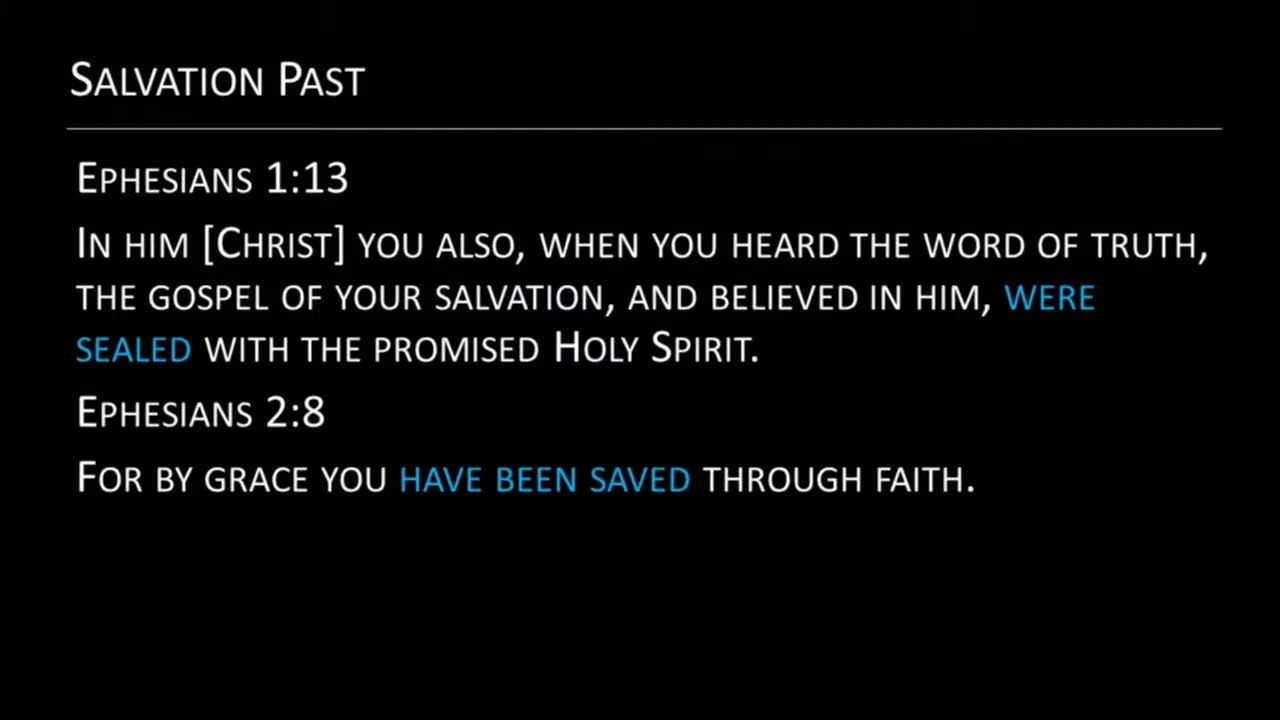 Salvation Past
Ephesians 1:13
In him [Christ] you also, when you heard the word of truth,
the gospel of your salvation, and believed in him, were
sealed with the promised Holy Spirit.
Ephesians 2:8
For by grace you have been saved through faith.